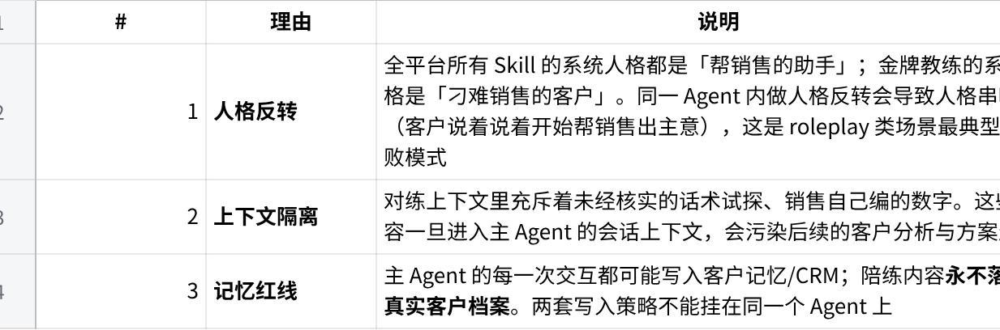 # 理由 说明
全平台所有 Skill 的系统人格都是「帮销售的助手」；金牌教练的系
格是「刁难销售的客户」。同一 Agent 内做人格反转会导致人格串
1 人格反转
（客户说着说着开始帮销售出主意），这是 roleplay 类场景最典型
败模式
对练上下文里充斥着未经核实的话术试探、销售自己编的数字。这
2 上下文隔离
容一旦进入主 Agent 的会话上下文，会污染后续的客户分析与方案
主 Agent 的每一次交互都可能写入客户记忆/CRM；陪练内容永不落
3 记忆红线
真实客户档案。两套写入策略不能挂在同一个 Agent 上